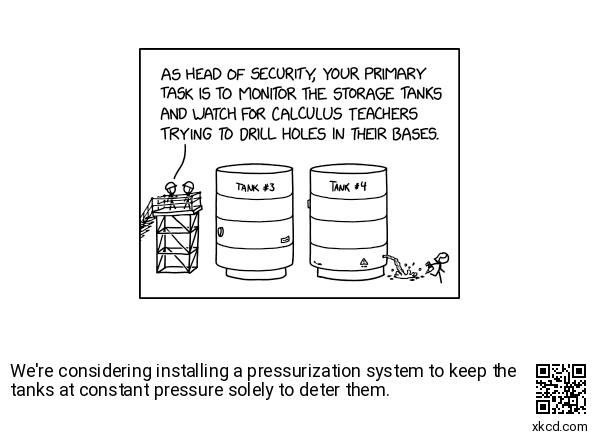 AS HEAD OF SECURITY, YOUR PRIMARY
TASK IS TO MONITOR THE STORAGE TANKS
AND WATCH FOR CALCULUS TEACHERS
TRYING TO DRILL HOLES IN THEIR BASES.
TANK #3
TANK #4
We're considering installing a pressurization system to keep the
tanks at constant pressure solely to deter them.
xkcd.com